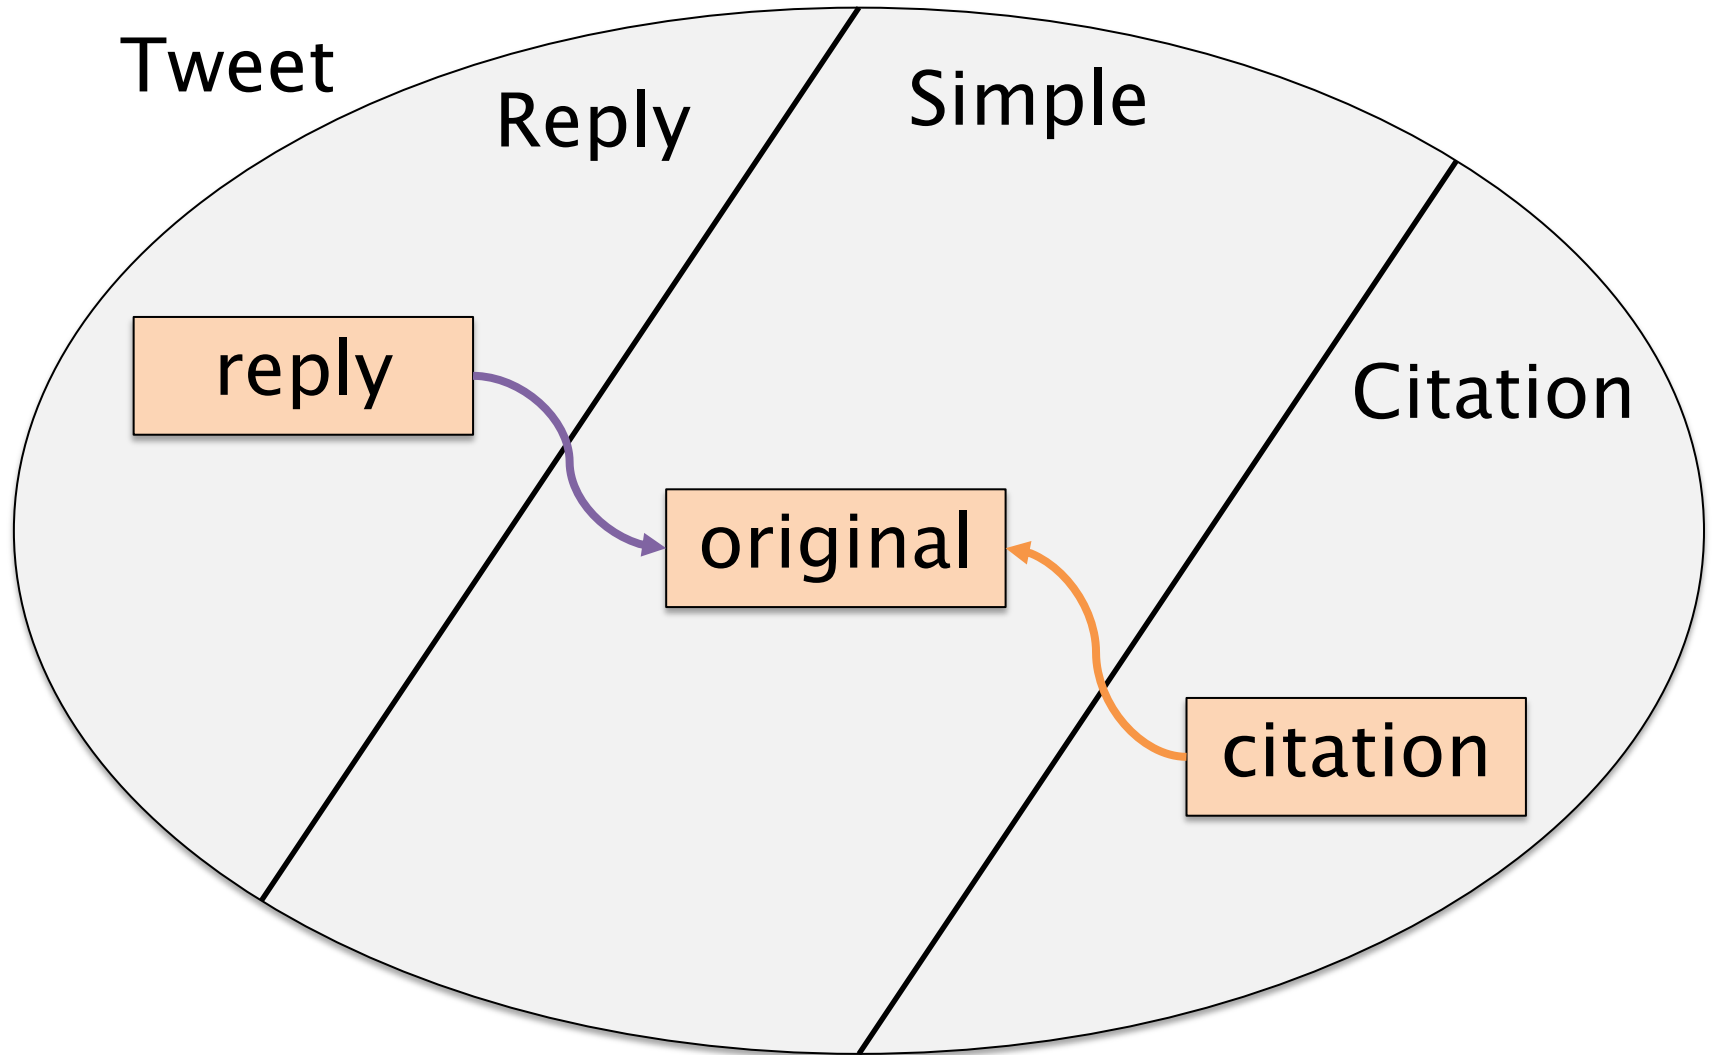 Tweet
Reply
Simple
reply
Citation
original
citation